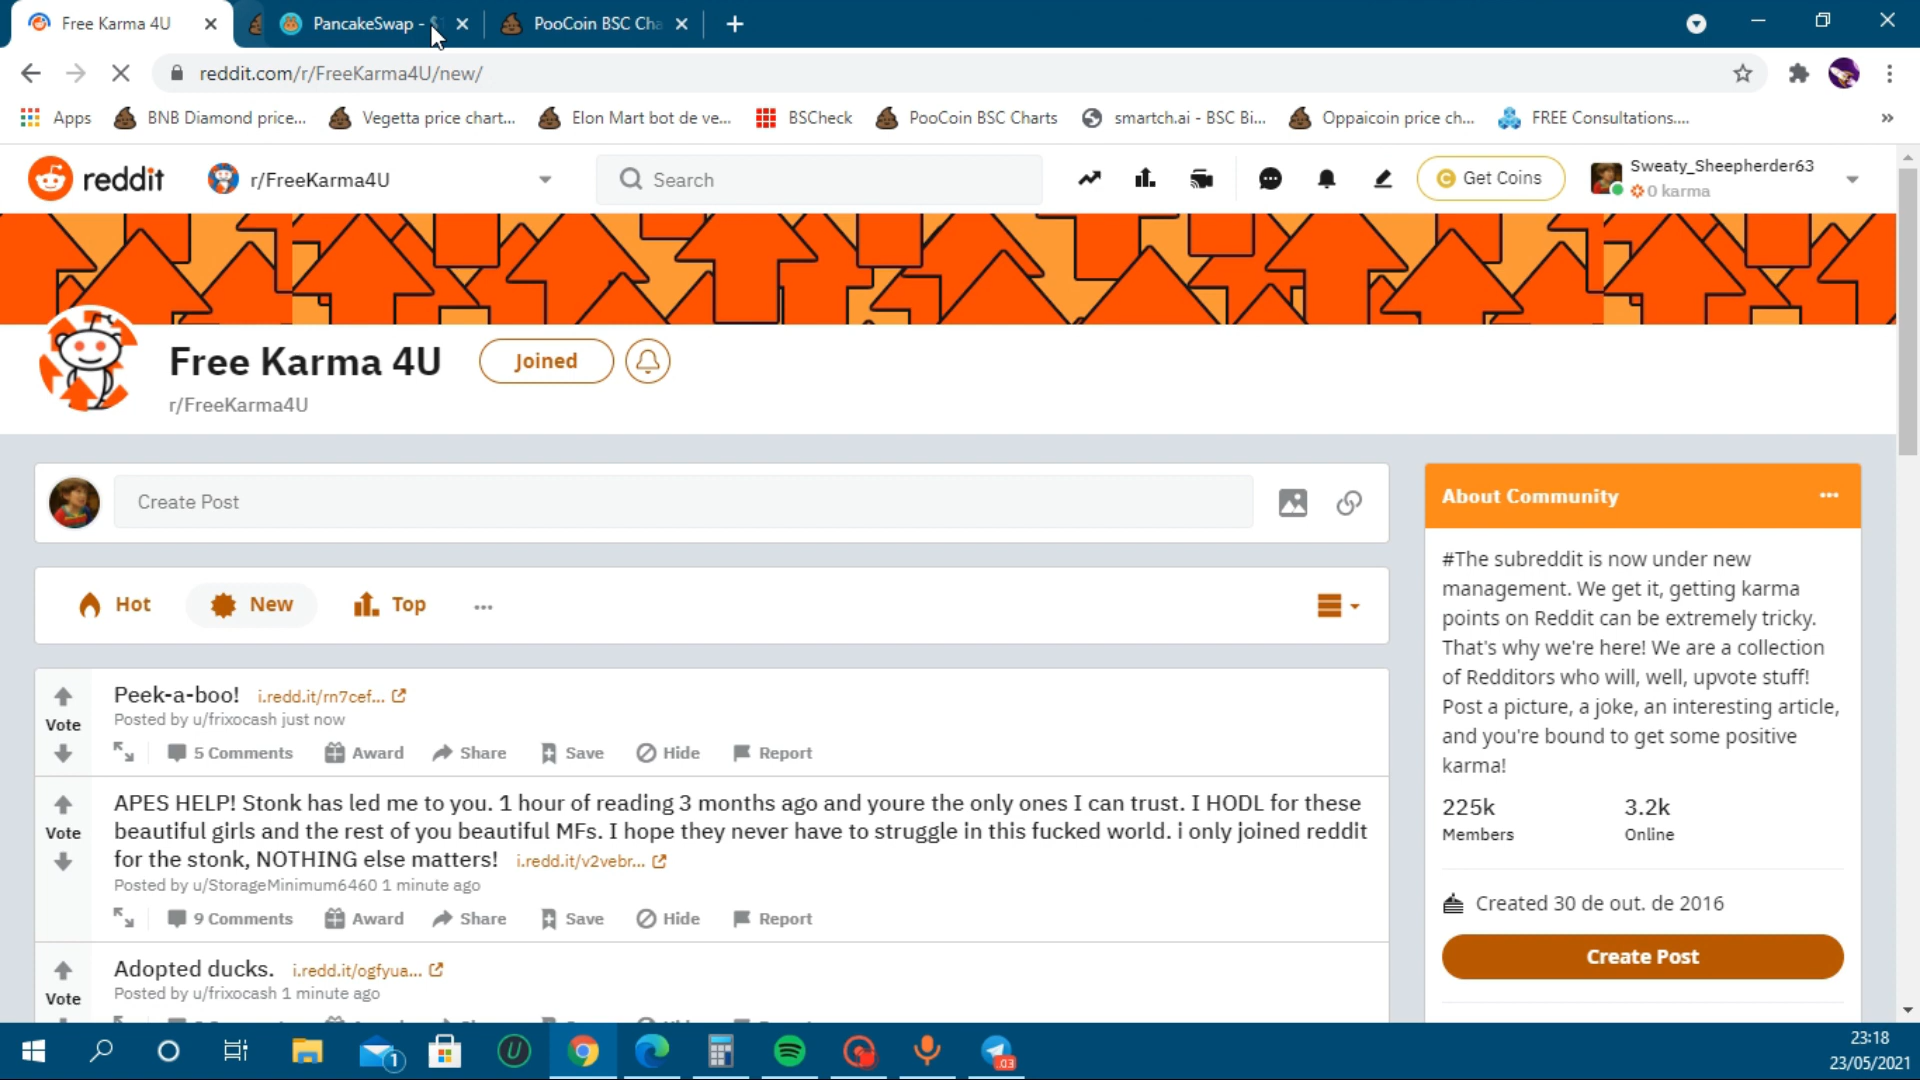 Free Karma 4U
PancakeSwap - $
PooCoin BSC Cha
reddit.com/r/FreeKarma4U/new/
Apps
BNB Diamond price...
Vegetta price chart...
Elon Mart bot de ve...
BSCheck
PooCoin BSC Charts
smartch.ai - BSC Bi...
Oppaicoin price ch...
FREE Consultations....
»
reddit
r/FreeKarma4U
Search
Get Coins
Sweaty_Sheepherder63
0 karma
Free Karma 4U
Joined
r/FreeKarma4U
Create Post
Hot
New
Top
...
About Community
...
#The subreddit is now under new
management. We get it, getting karma
points on Reddit can be extremely tricky.
That's why we're here! We are a collection
of Redditors who will, well, upvote stuff!
Post a picture, a joke, an interesting article,
and you're bound to get some positive
karma!
225k
Members
3.2k
Online
Created 30 de out. de 2016
Create Post
Vote
Peek-a-boo! i.redd.it/rn7cef...
Posted by u/frixocash just now
5 Comments Award Share Save Hide Report
Vote
APES HELP! Stonk has led me to you. 1 hour of reading 3 months ago and youre the only ones I can trust. I HODL for these
beautiful girls and the rest of you beautiful MFs. I hope they never have to struggle in this fucked world. i only joined reddit
for the stonk, NOTHING else matters! i.redd.it/v2vebr...
Posted by u/StorageMinimum6460 1 minute ago
9 Comments Award Share Save Hide Report
Vote
Adopted ducks. i.redd.it/ogfyua...
Posted by u/frixocash 1 minute ago
1
U
03
23:18
23/05/2021